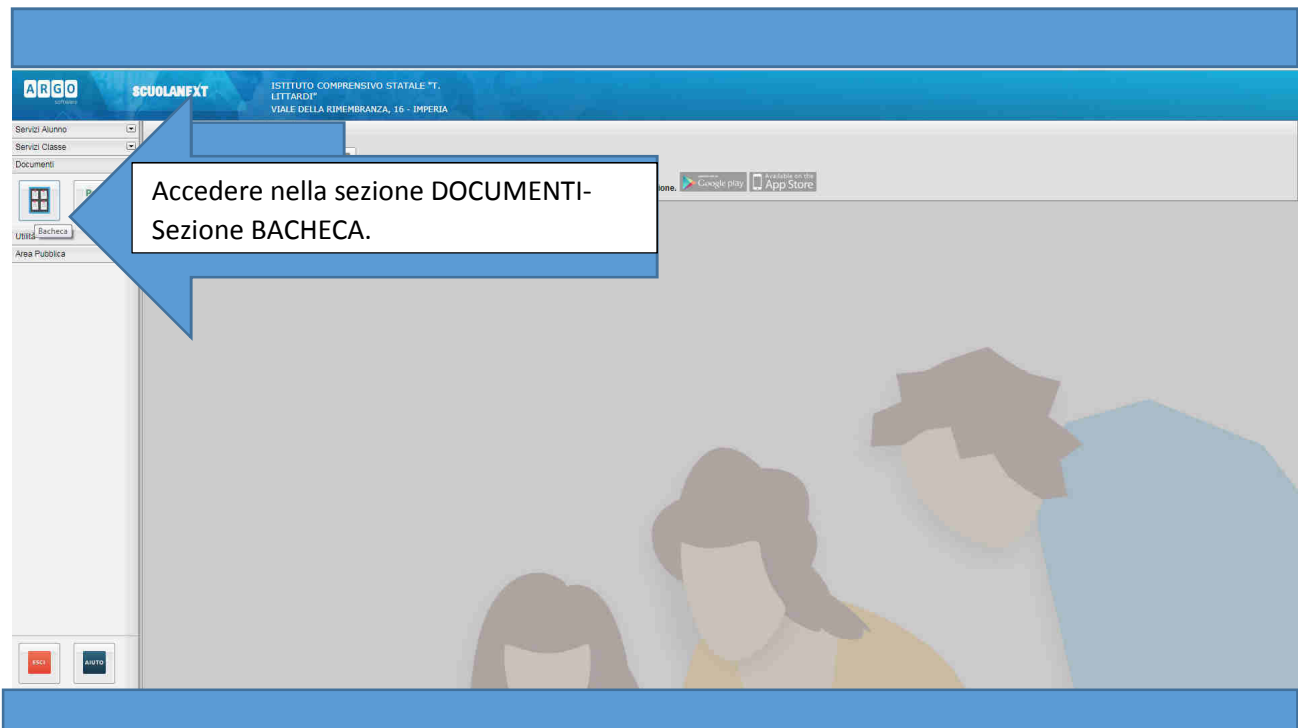 ARGO
software
SCUOLANEXT
ISTITUTO COMPRENSIVO STATALE "T.
LITTARDI"
VIALE DELLA RIMEMBRANZA, 16 - IMPERIA
Servizi Alunno
Servizi Classe
Documenti
Bacheca
Area Pubblica
Accedere nella sezione DOCUMENTI-
Sezione BACHECA.
Google play
Available on the
App Store
ESCI
AIUTO